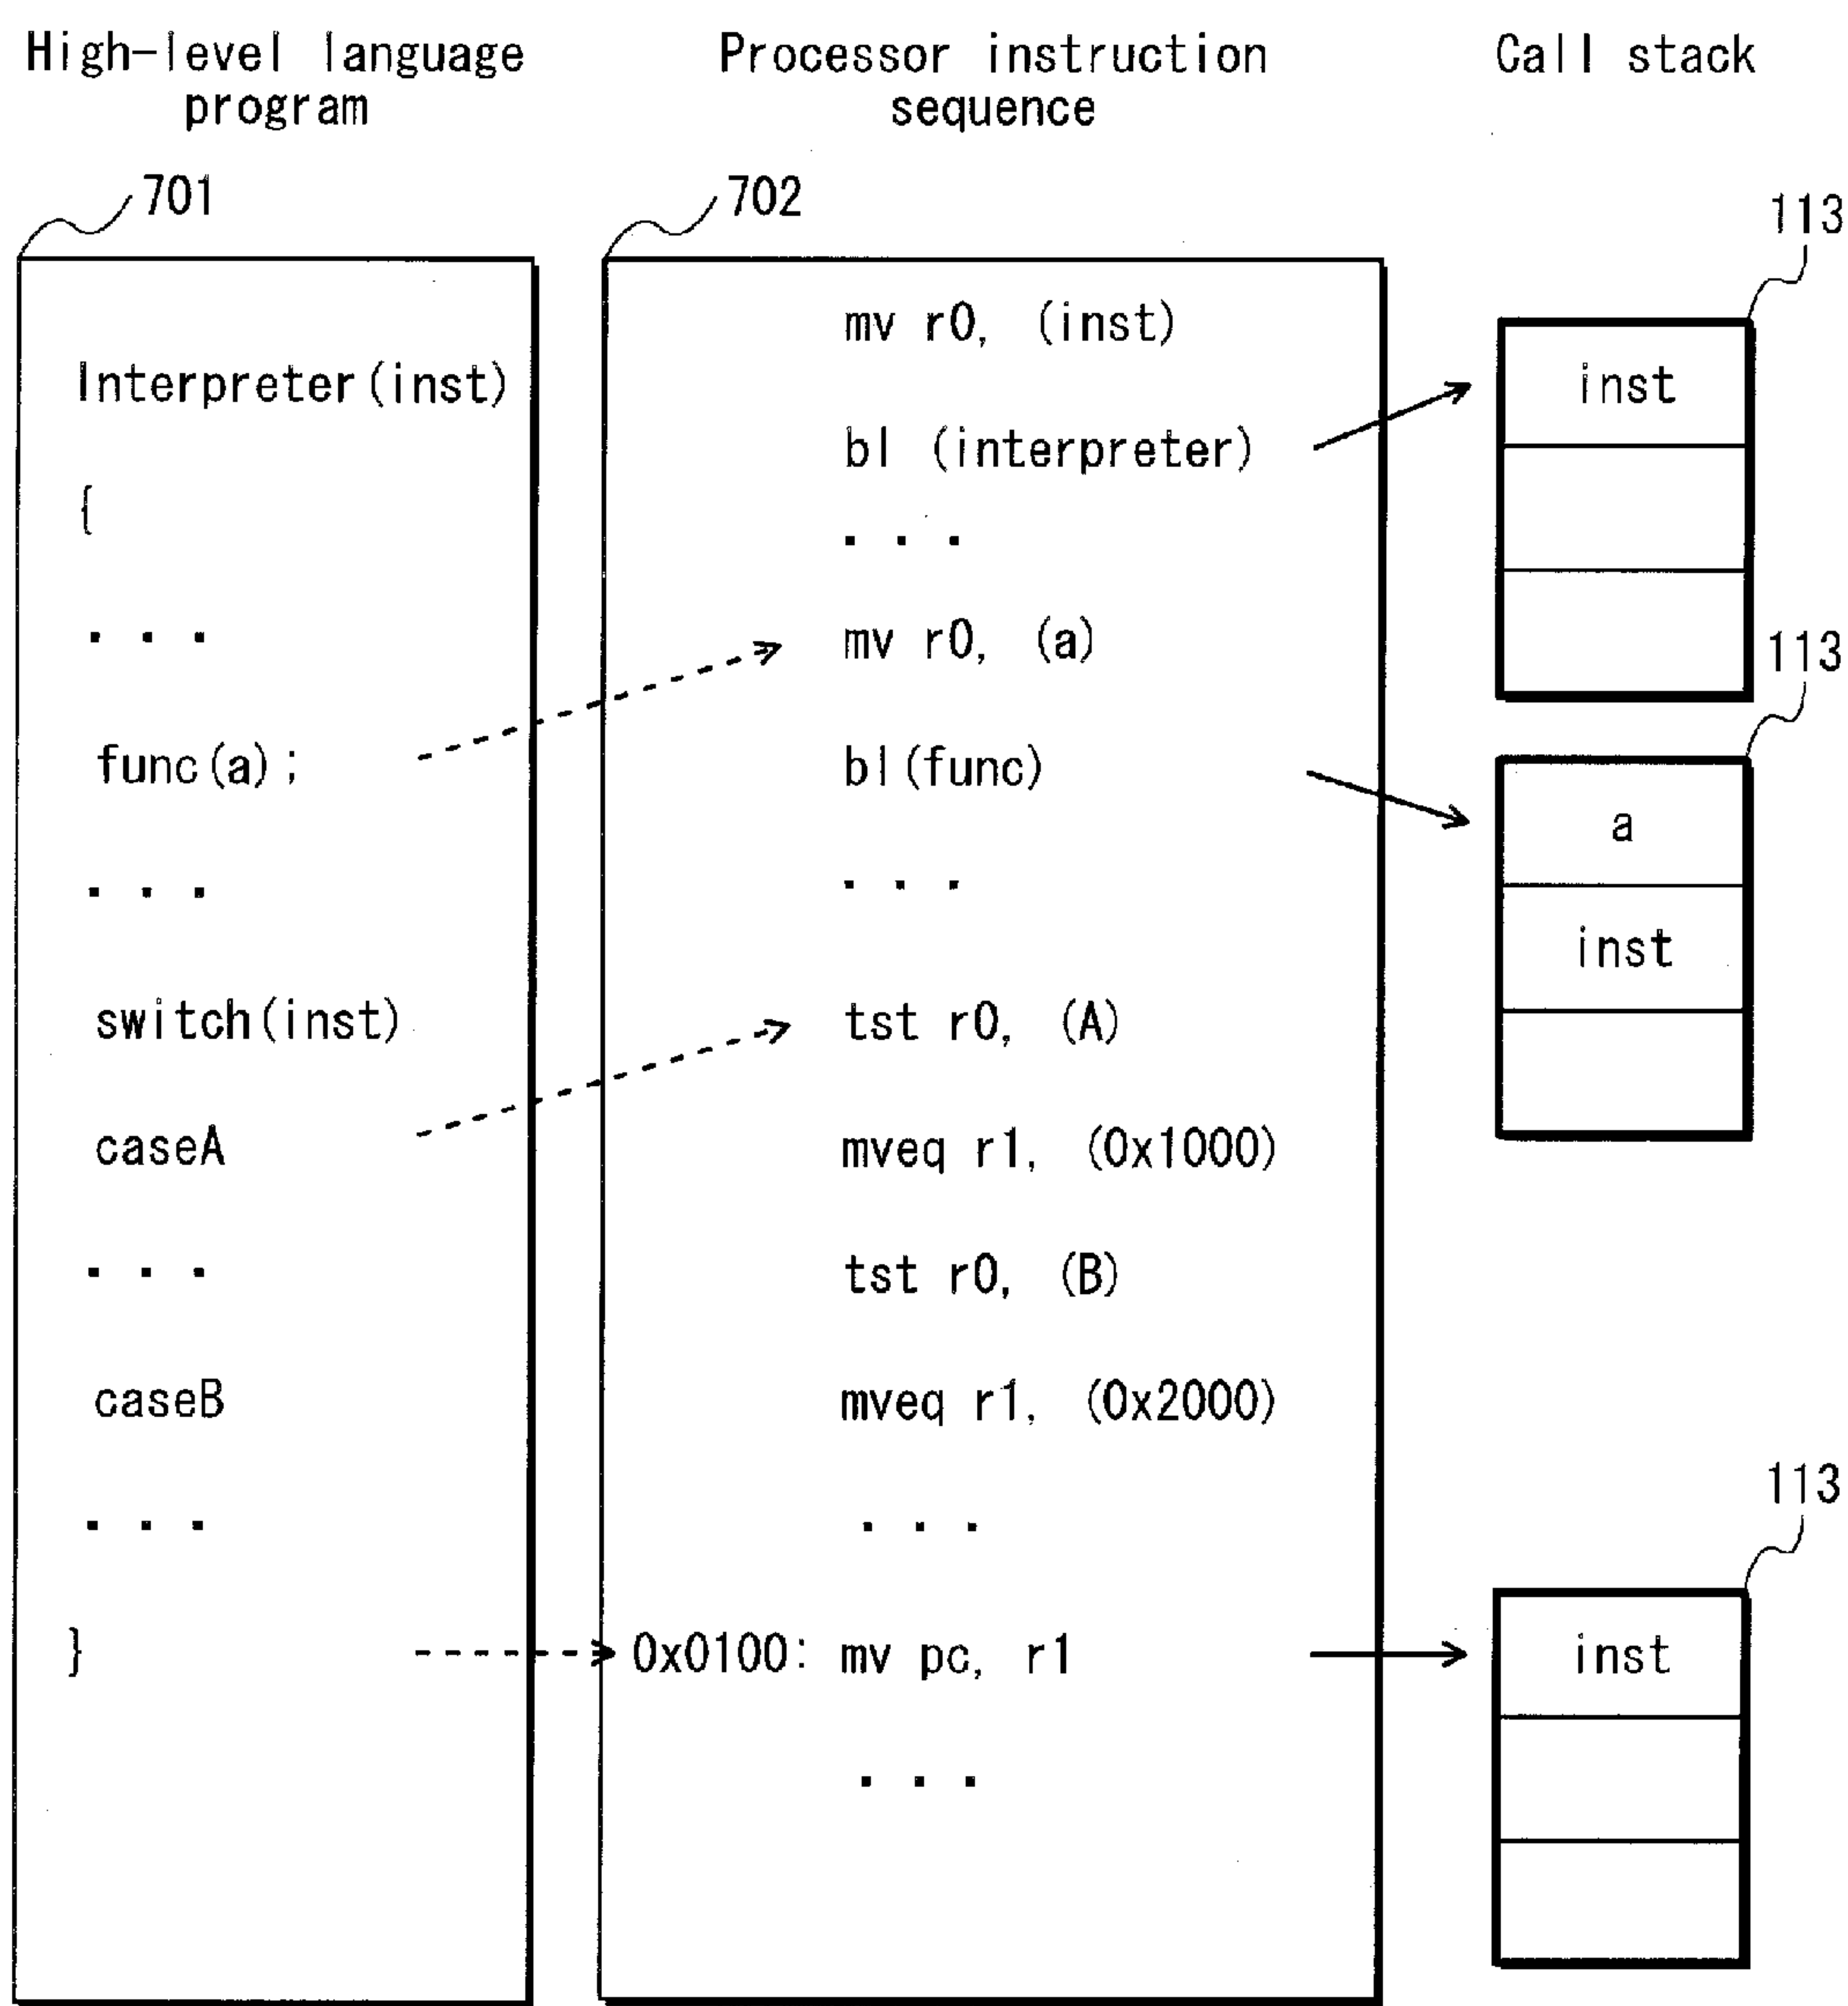 High-level language
program
Processor instruction
sequence
Call stack
701
Interpreter(inst)
{
. . .
func(a);
. . .
switch(inst)
caseA
. . .
caseB
. . .
}
702
mv r0, (inst)
bl (interpreter)
. . .
mv r0, (a)
bl(func)
. . .
tst r0, (A)
mveq r1, (0x1000)
tst r0, (B)
mveq r1, (0x2000)
. . .
0x0100: mv pc, r1
. . .
113
inst
113
a
inst
113
inst